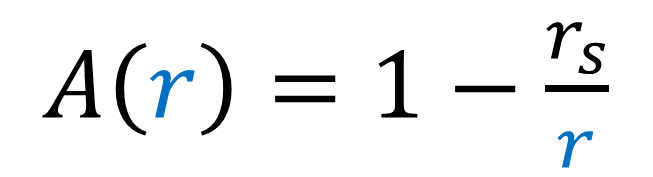 A(r) = 1 − r_s/r